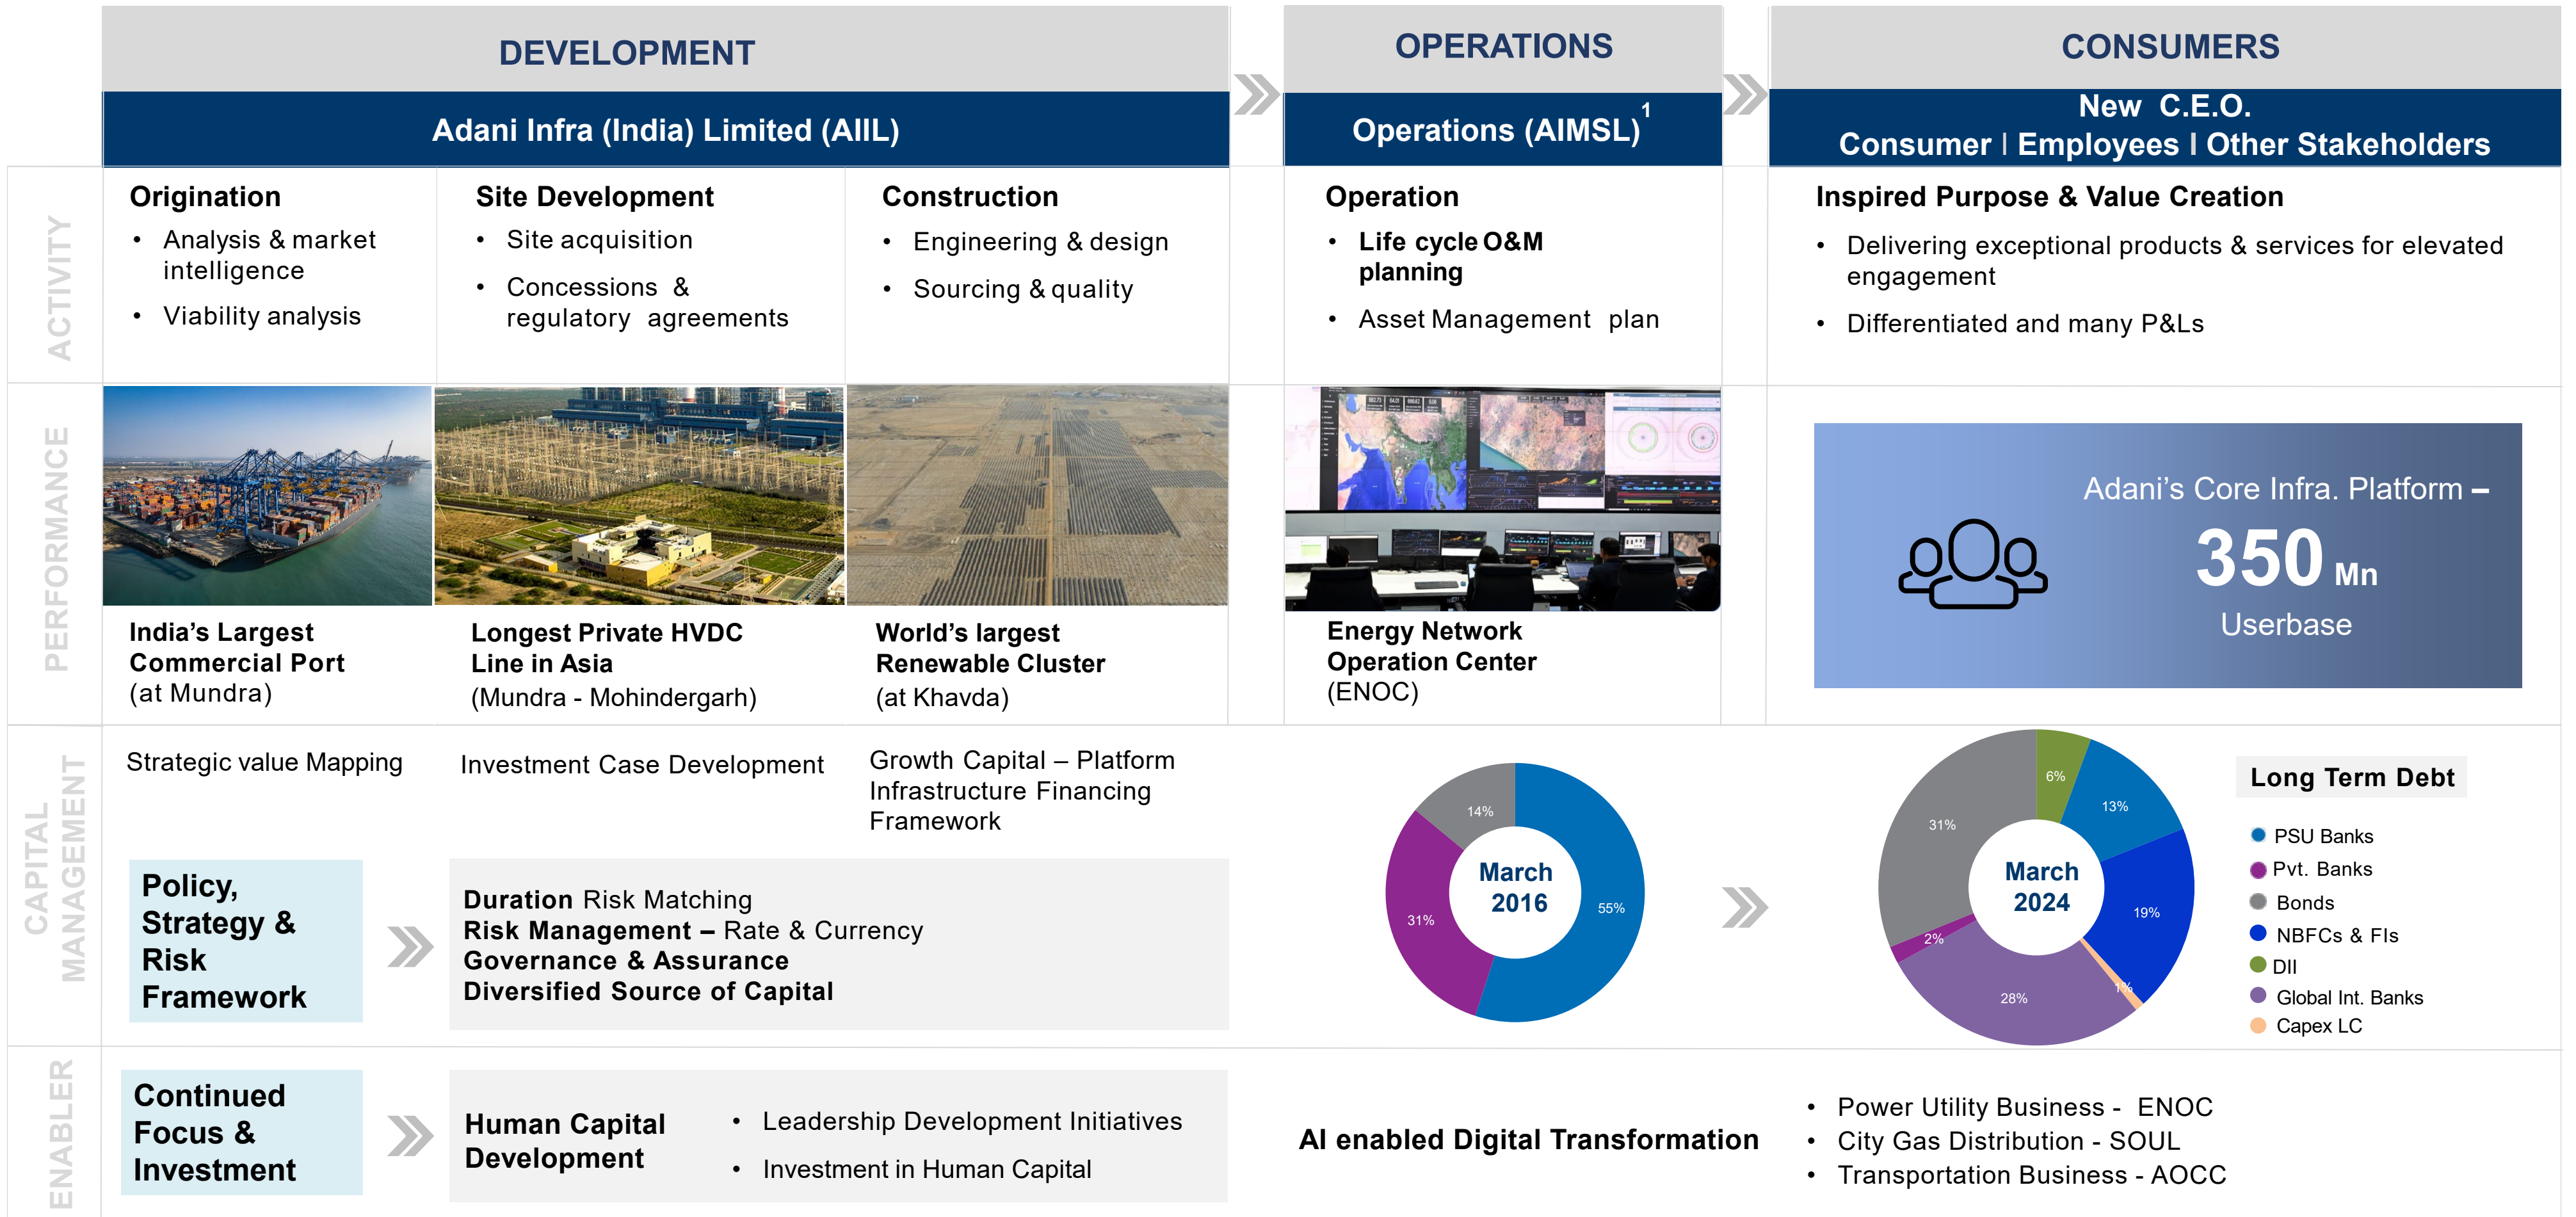 DEVELOPMENT
OPERATIONS
CONSUMERS
Adani Infra (India) Limited (AIIL)
Operations (AIMSL)1
New C.E.O.
Consumer I Employees I Other Stakeholders
ACTIVITY
Origination
• Analysis & market
intelligence
• Viability analysis
Site Development
• Site acquisition
• Concessions &
regulatory agreements
Construction
• Engineering & design
• Sourcing & quality
Operation
• Life cycle O&M
planning
• Asset Management plan
Inspired Purpose & Value Creation
• Delivering exceptional products & services for elevated
engagement
• Differentiated and many P&Ls
PERFORMANCE
India’s Largest
Commercial Port
(at Mundra)
Longest Private HVDC
Line in Asia
(Mundra - Mohindergarh)
World’s largest
Renewable Cluster
(at Khavda)
Energy Network
Operation Center
(ENOC)
Adani’s Core Infra. Platform –
350 Mn
Userbase
CAPITAL
MANAGEMENT
Strategic value Mapping
Investment Case Development
Growth Capital – Platform
Infrastructure Financing
Framework
Policy,
Strategy &
Risk
Framework
Duration Risk Matching
Risk Management – Rate & Currency
Governance & Assurance
Diversified Source of Capital
14%
31%
55%
March
2016
6%
13%
31%
19%
2%
1%
28%
March
2024
Long Term Debt
PSU Banks
Pvt. Banks
Bonds
NBFCs & FIs
DII
Global Int. Banks
Capex LC
ENABLER
Continued
Focus &
Investment
Human Capital
Development
• Leadership Development Initiatives
• Investment in Human Capital
AI enabled Digital Transformation
• Power Utility Business - ENOC
• City Gas Distribution - SOUL
• Transportation Business - AOCC